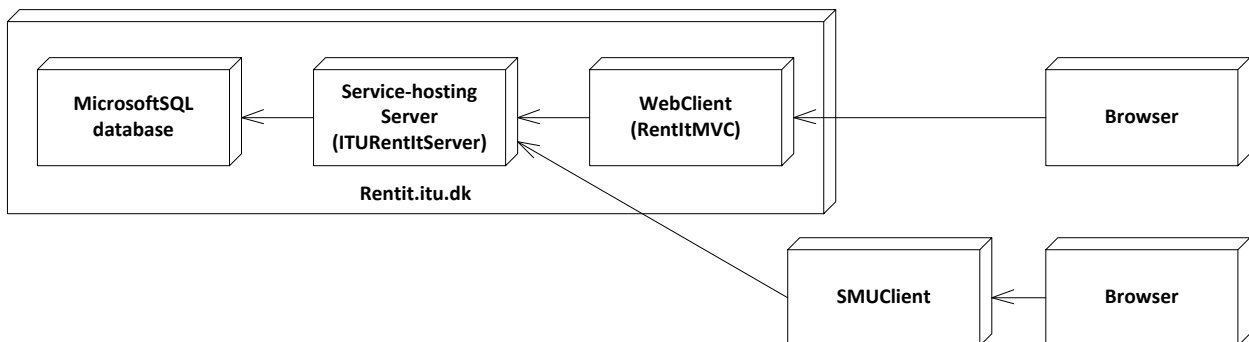 MicrosoftSQL
database
Service-hosting
Server
(ITURentItServer)
WebClient
(RentItMVC)
Browser
Rentit.itu.dk
SMUClient
Browser